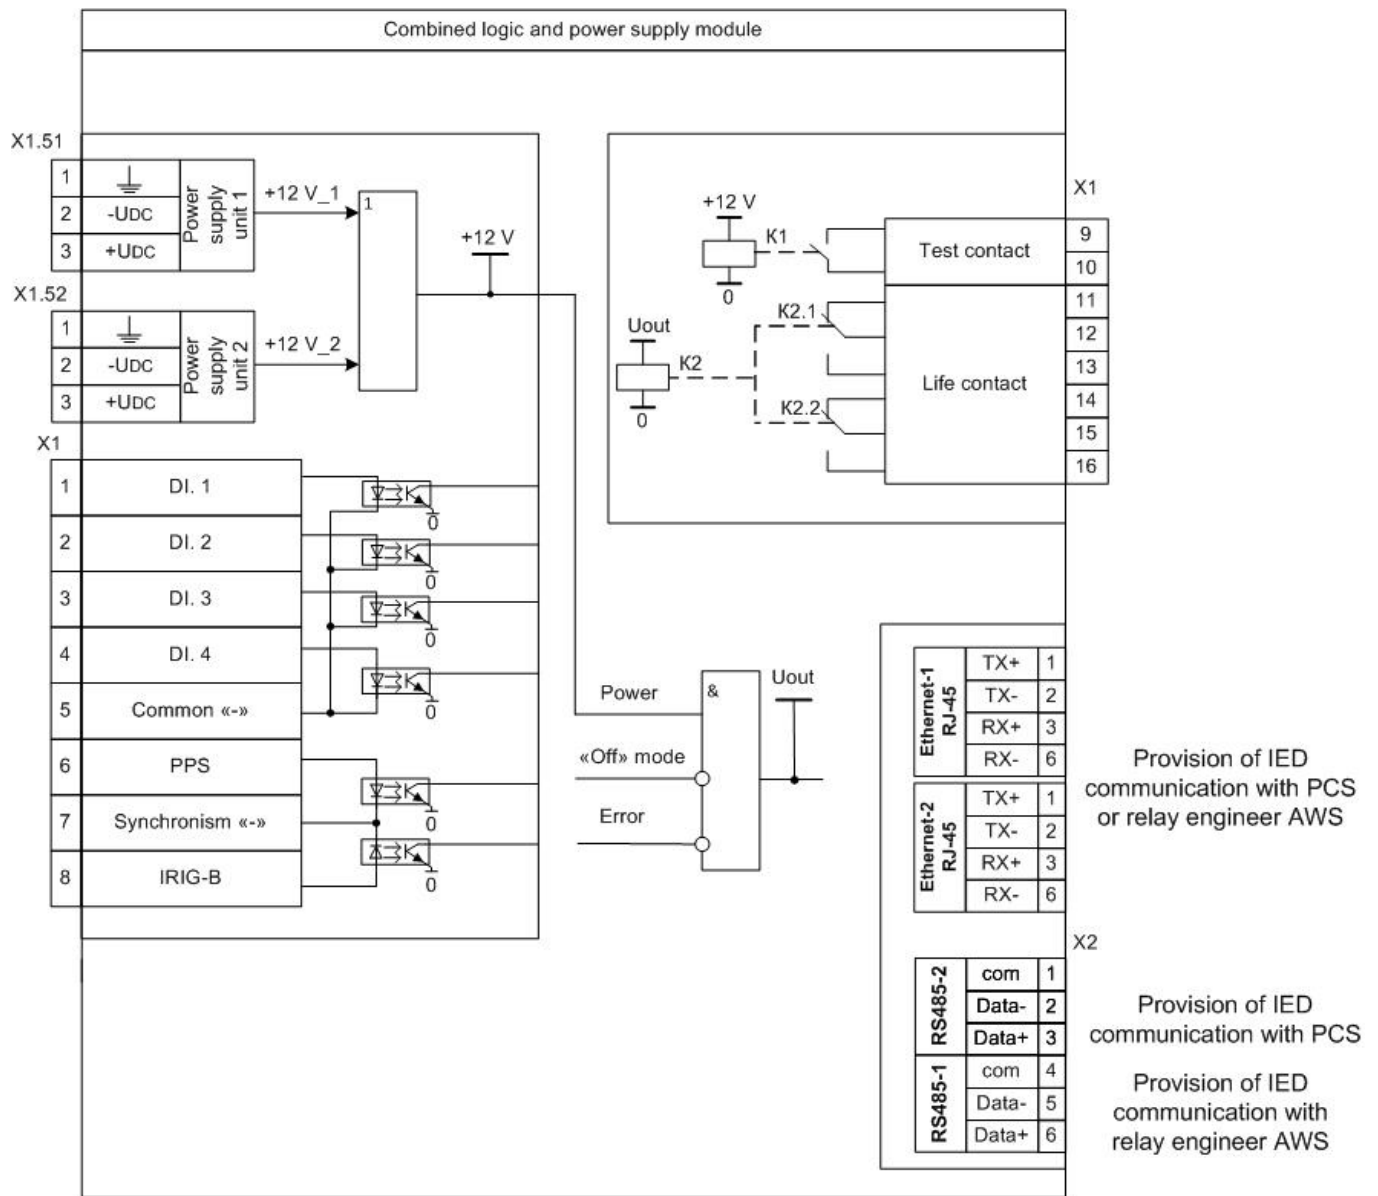 Combined logic and power supply module
X1.51
1
2 -UDC
3 +UDC
Power supply unit 1
+12 V_1
1
+12 V
X1.52
1
2 -UDC
3 +UDC
Power supply unit 2
+12 V_2
X1
1 DI. 1
0
2 DI. 2
0
3 DI. 3
0
4 DI. 4
0
5 Common «-»
6 PPS
0
7 Synchronism «-»
8 IRIG-B
0
X1
+12 V
K1
0
Test contact
9
10
Uout
K2
0
K2.1
K2.2
Life contact
11
12
13
14
15
16
Power
«Off» mode
Error
&
Uout
Ethernet-1
RJ-45
TX+ 1
TX- 2
RX+ 3
RX- 6
Ethernet-2
RJ-45
TX+ 1
TX- 2
RX+ 3
RX- 6
Provision of IED
communication with PCS
or relay engineer AWS
X2
RS485-2
com 1
Data- 2
Data+ 3
Provision of IED
communication with PCS
RS485-1
com 4
Data- 5
Data+ 6
Provision of IED
communication with
relay engineer AWS